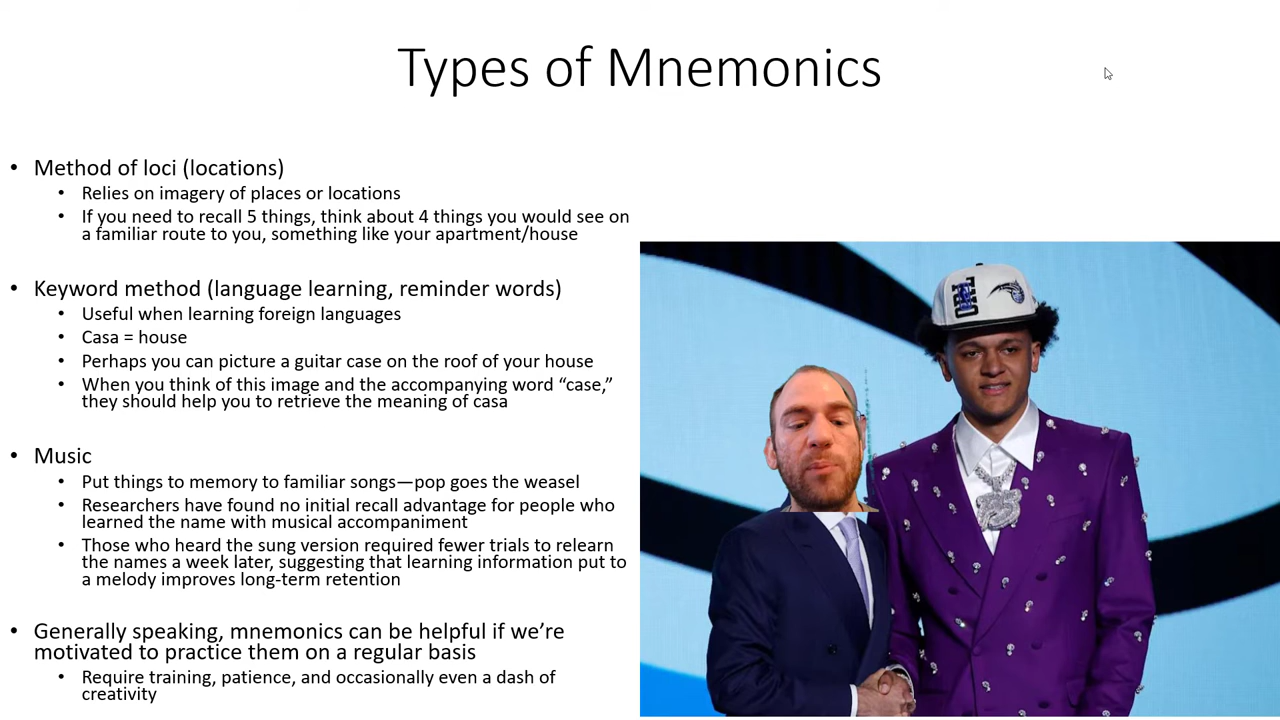 Types of Mnemonics
• Method of loci (locations)
• Relies on imagery of places or locations
• If you need to recall 5 things, think about 4 things you would see on
a familiar route to you, something like your apartment/house
• Keyword method (language learning, reminder words)
• Useful when learning foreign languages
• Casa = house
• Perhaps you can picture a guitar case on the roof of your house
• When you think of this image and the accompanying word “case,”
they should help you to retrieve the meaning of casa
• Music
• Put things to memory to familiar songs—pop goes the weasel
• Researchers have found no initial recall advantage for people who
learned the name with musical accompaniment
• Those who heard the sung version required fewer trials to relearn
the names a week later, suggesting that learning information put to
a melody improves long-term retention
• Generally speaking, mnemonics can be helpful if we’re
motivated to practice them on a regular basis
• Require training, patience, and occasionally even a dash of
creativity